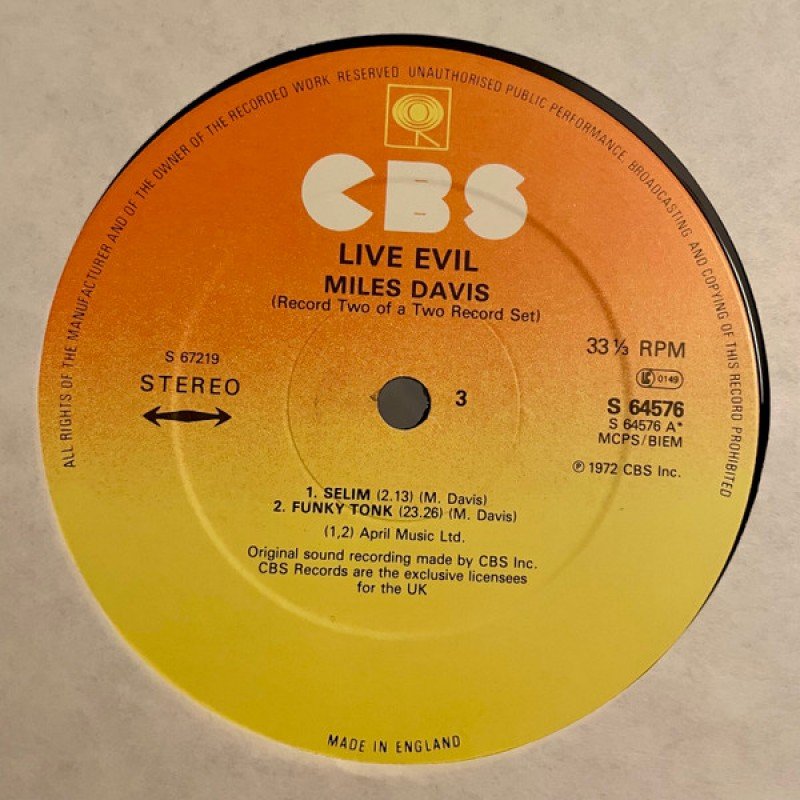 ALL RIGHTS OF THE MANUFACTURER AND OF THE OWNER OF THE RECORDED WORK RESERVED UNAUTHORISED PUBLIC PERFORMANCE, BROADCASTING AND COPYING OF THIS RECORD PROHIBITED
CBS
LIVE EVIL
MILES DAVIS
(Record Two of a Two Record Set)
S 67219
STEREO
3
33⅓ RPM
LC 0149
S 64576
S 64576 A*
MCPS/BIEM
℗ 1972 CBS Inc.
1. SELIM (2.13) (M. Davis)
2. FUNKY TONK (23.26) (M. Davis)
(1,2) April Music Ltd.
Original sound recording made by CBS Inc.
CBS Records are the exclusive licensees
for the UK
MADE IN ENGLAND